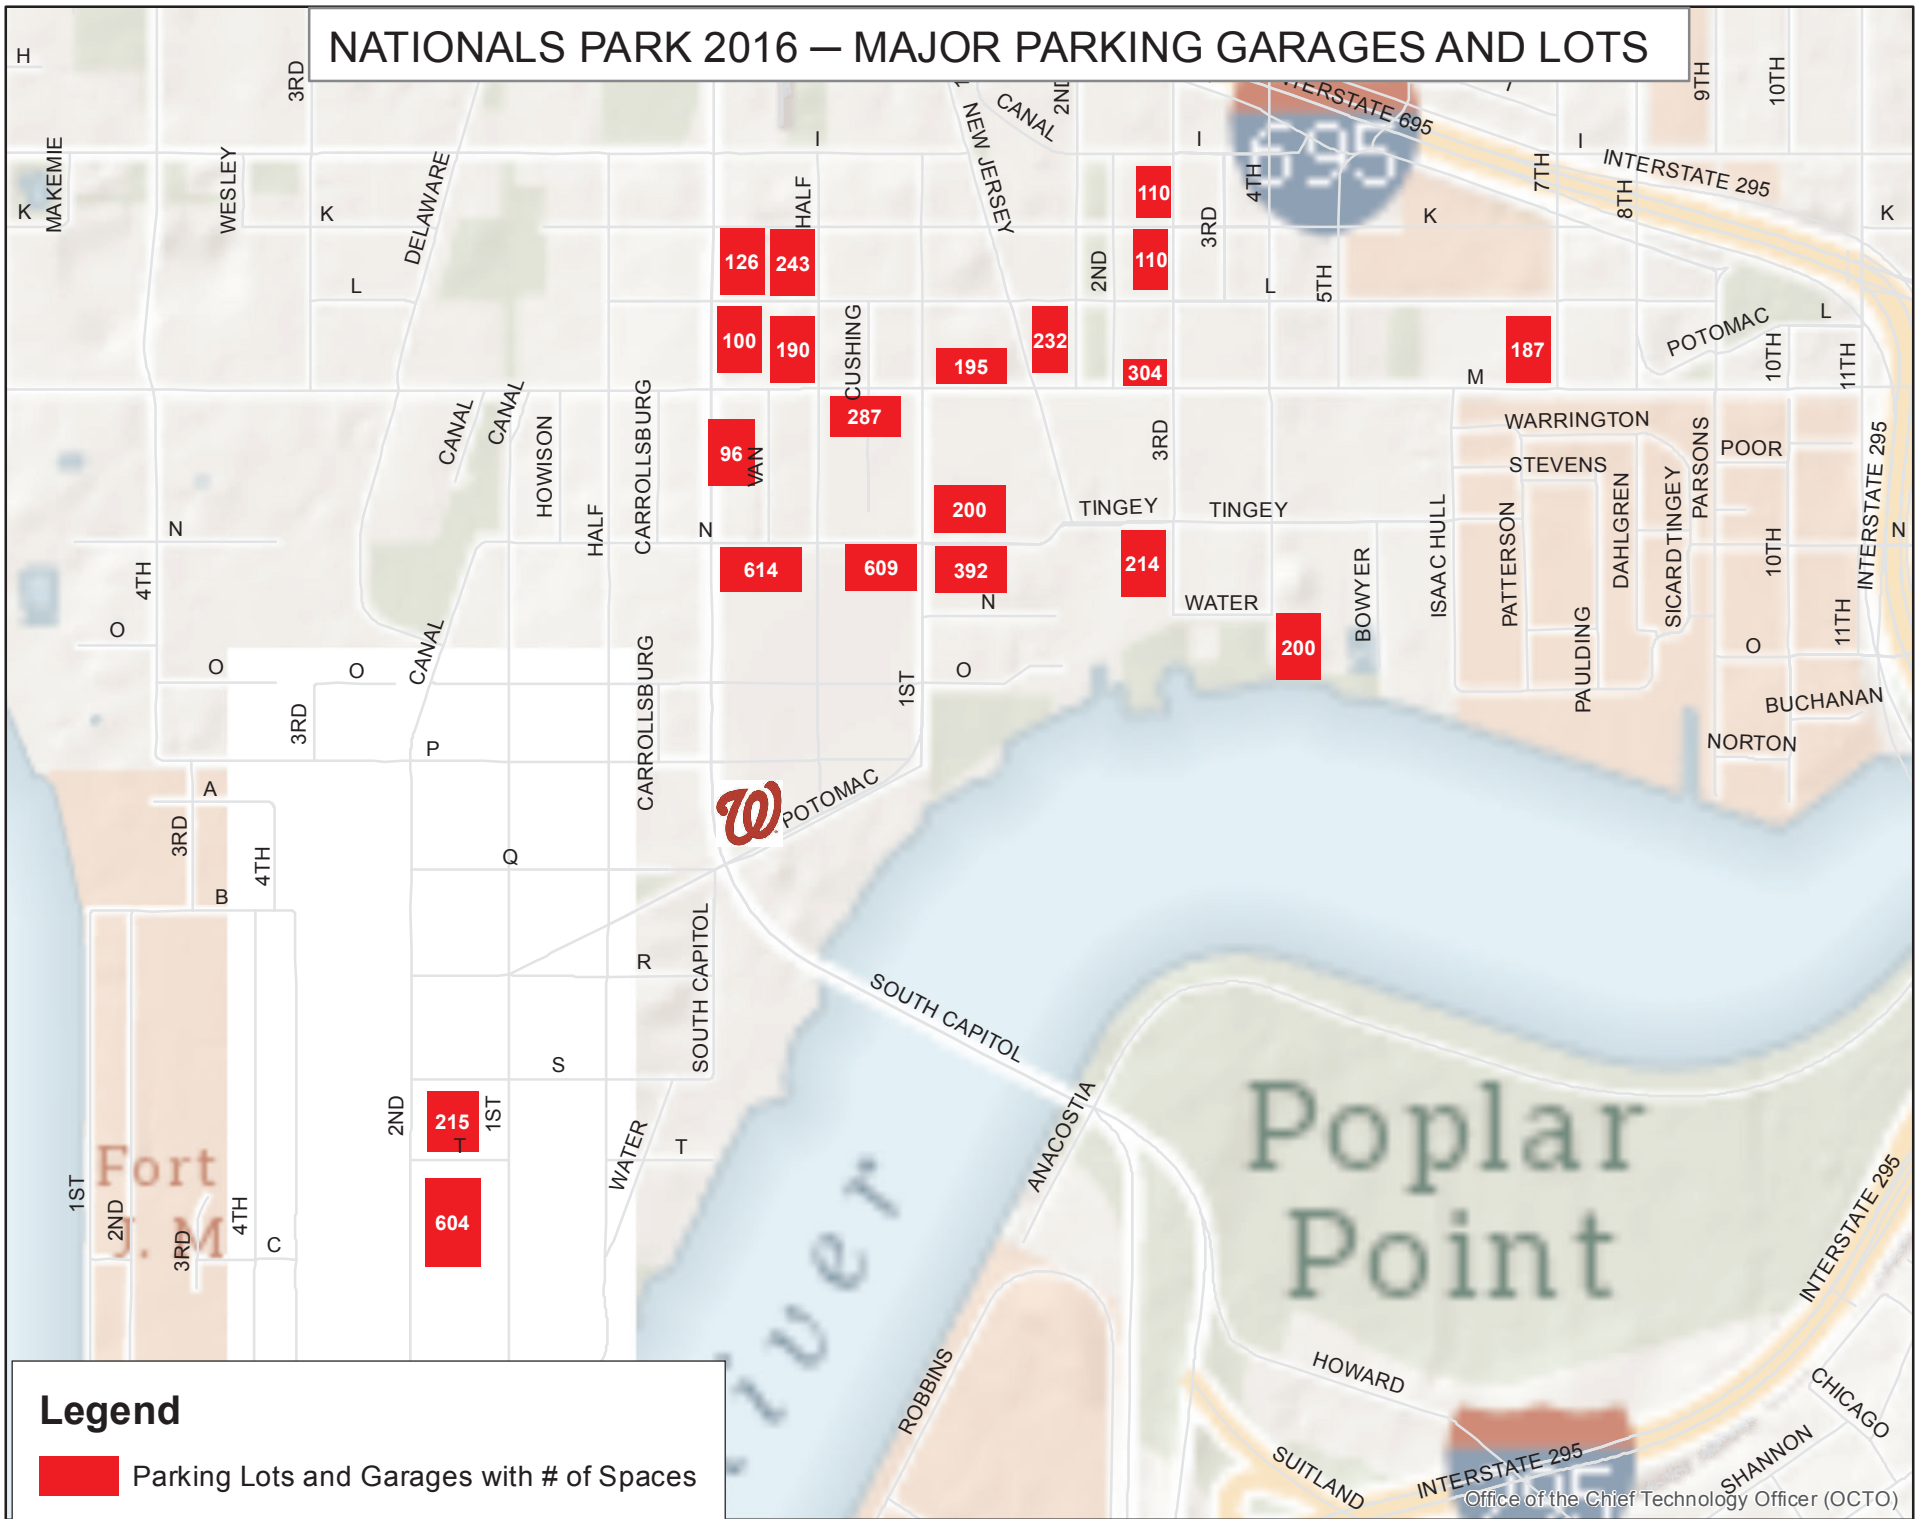 NATIONALS PARK 2016 — MAJOR PARKING GARAGES AND LOTS
H
3RD
CANAL
2ND
INTERSTATE 695
695
9TH
10TH
MAKEMIE
WESLEY
DELAWARE
I
NEW JERSEY
I
4TH
7TH
I
INTERSTATE 295
8TH
K
K
HALF
110
3RD
K
K
126
243
2ND
110
L
L
5TH
100
190
CUSHING
195
232
304
187
POTOMAC
L
10TH
11TH
M
CANAL
CANAL
HOWISON
CARROLLSBURG
287
96
VAN
3RD
WARRINGTON
STEVENS
PARSONS
POOR
INTERSTATE 295
N
HALF
N
200
TINGEY
TINGEY
ISAAC HULL
PATTERSON
DAHLGREN
SICARD
TINGEY
10TH
N
4TH
614
609
392
214
BOWYER
N
WATER
200
PAULDING
11TH
O
O
O
CANAL
CARROLLSBURG
1ST
O
O
3RD
P
BUCHANAN
NORTON
A
3RD
4TH
W
POTOMAC
Q
B
R
SOUTH CAPITOL
SOUTH CAPITOL
S
2ND
215
1ST
T
T
WATER
ANACOSTIA
Poplar
Point
Fort
J. M
1ST
2ND
3RD
4TH
C
604
iver
INTERSTATE 295
ROBBINS
HOWARD
CHICAGO
SHANNON
SUITLAND
INTERSTATE 295
Legend
Parking Lots and Garages with # of Spaces
Office of the Chief Technology Officer (OCTO)